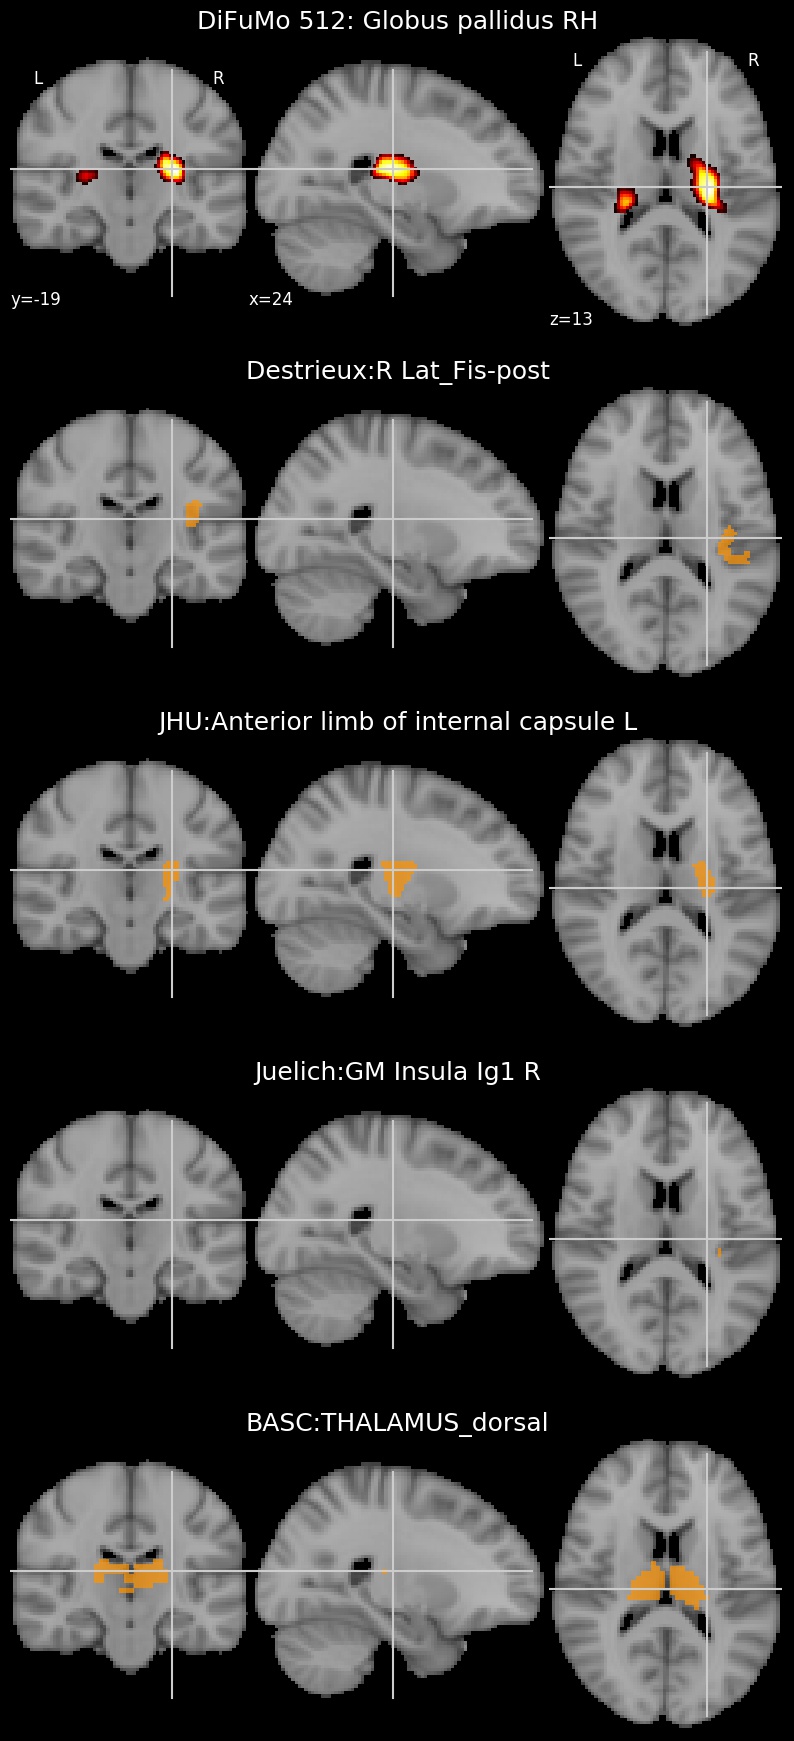 DiFuMo 512: Globus pallidus RH
L R L R
y=-19 x=24 z=13
Destrieux:R Lat_Fis-post
JHU:Anterior limb of internal capsule L
Juelich:GM Insula Ig1 R
BASC:THALAMUS_dorsal